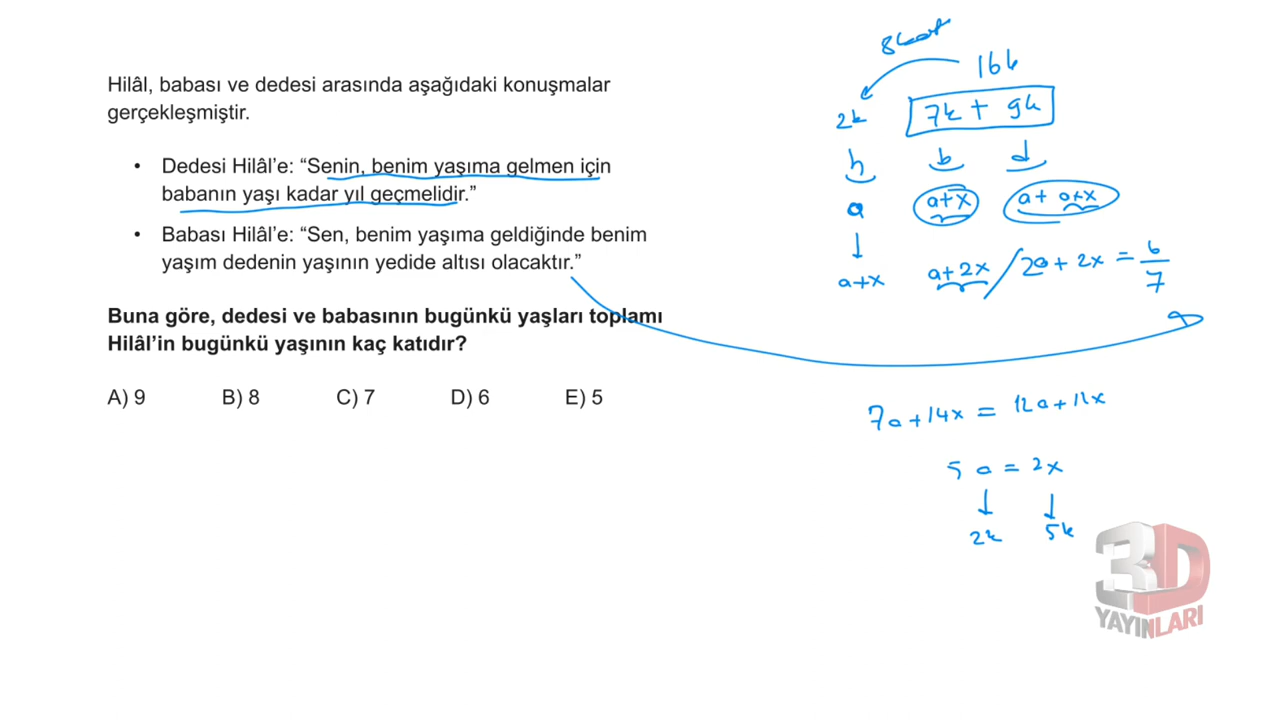 Hilâl, babası ve dedesi arasında aşağıdaki konuşmalar
gerçekleşmiştir.
• Dedesi Hilâl'e: “Senin, benim yaşıma gelmen için
babanın yaşı kadar yıl geçmelidir.”
• Babası Hilâl'e: “Sen, benim yaşıma geldiğinde benim
yaşım dedenin yaşının yedide altısı olacaktır.”
Buna göre, dedesi ve babasının bugünkü yaşları toplamı
Hilâl'in bugünkü yaşının kaç katıdır?
A) 9 B) 8 C) 7 D) 6 E) 5
8 kat
16k
2k 7k + 9k
h b d
a a+x a+ a+x
a+x a+2x / 2a+2x = 6/7
7a+14x = 12a+12x
5a = 2x
2k 5k
3D
YAYINLARI